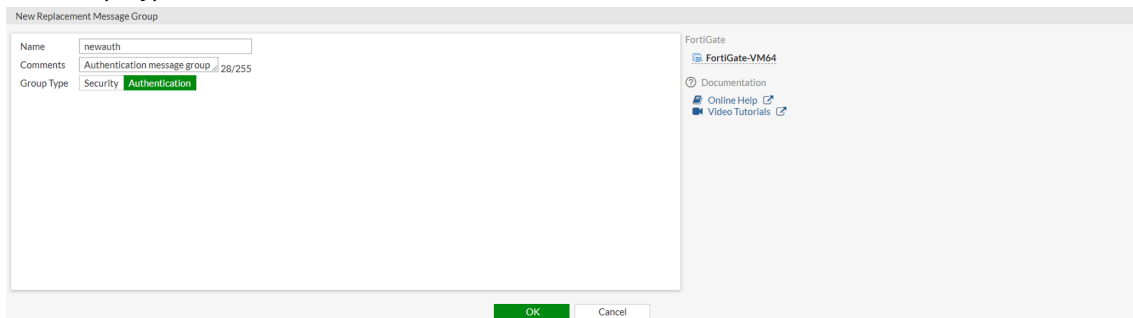 New Replacement Message Group
Name newauth
Comments Authentication message group 28/255
Group Type Security Authentication
FortiGate
FortiGate-VM64
Documentation
Online Help
Video Tutorials
OK Cancel